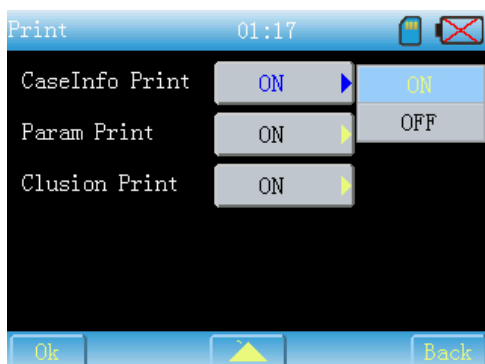 Print 01:17
CaseInfo Print ON ON
Param Print ON OFF
Clusion Print ON
Ok Back